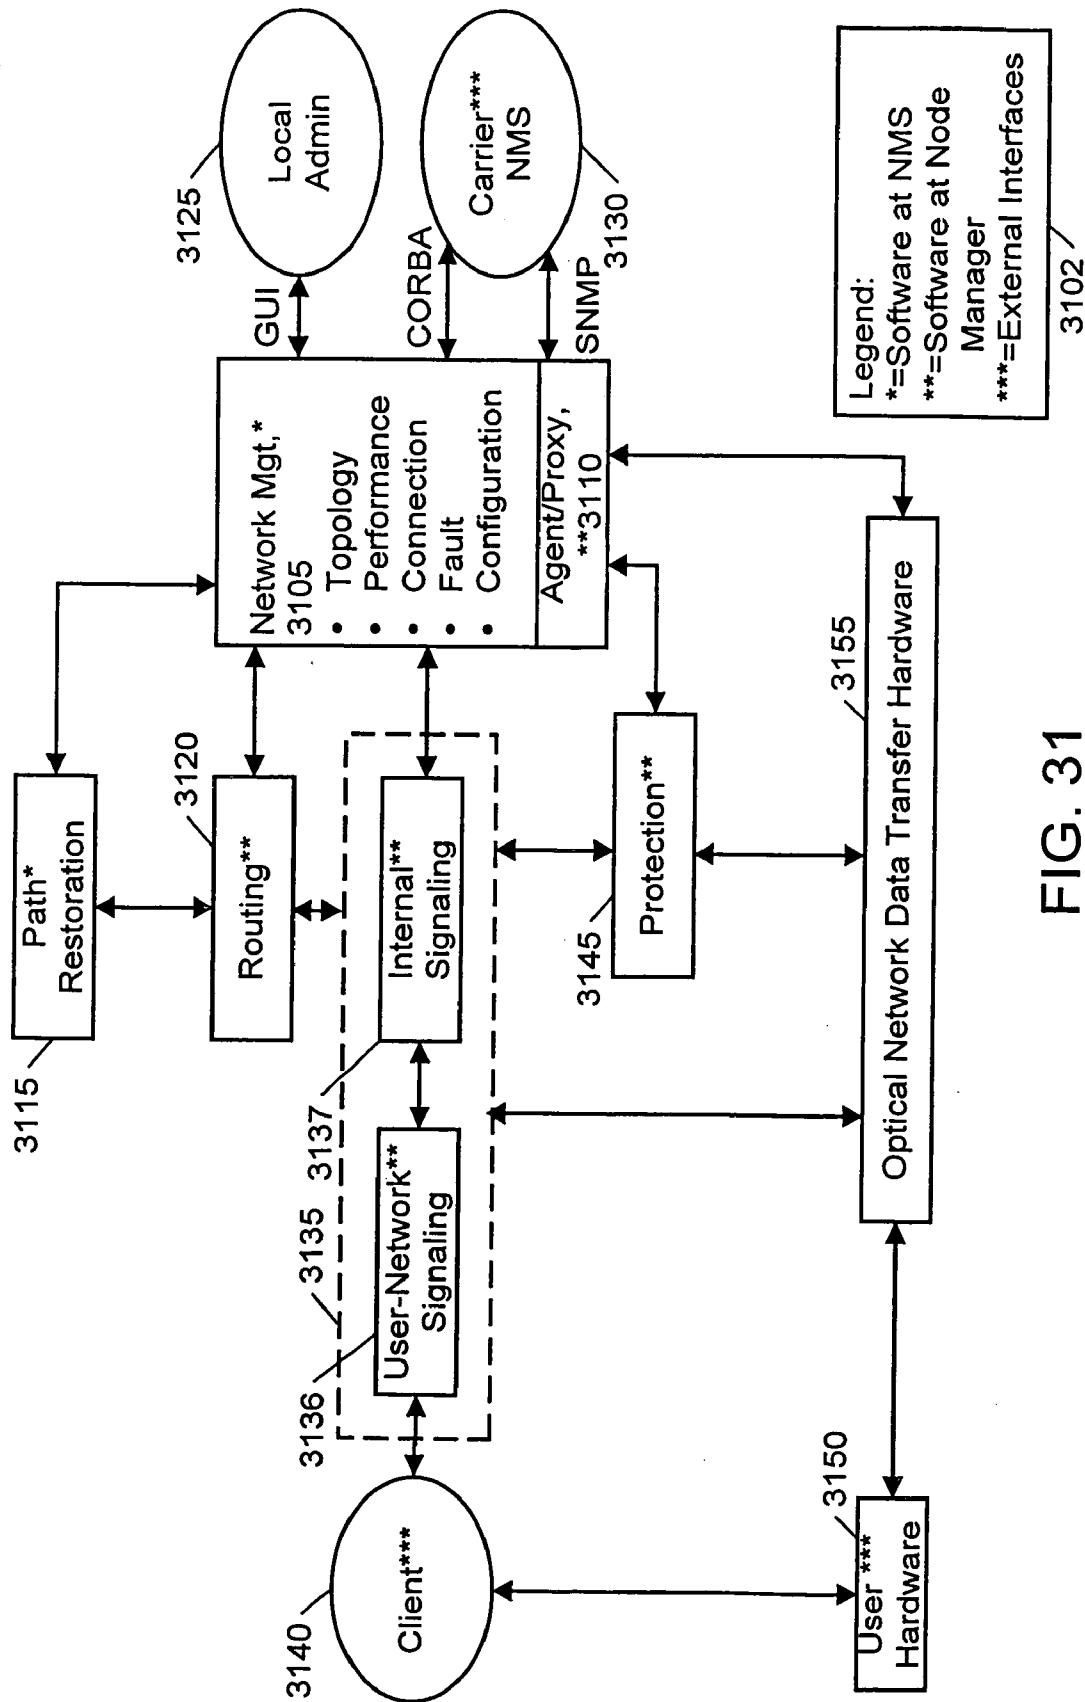 3115
Path*
Restoration
3120
Routing**
3135
3136
User-Network**
Signaling
3137
Internal**
Signaling
3140
Client***
Network Mgt,*
3105
• Topology
• Performance
• Connection
• Fault
• Configuration
Agent/Proxy,
**3110
GUI
CORBA
SNMP
3125
Local
Admin
Carrier***
NMS
3130
3145
Protection**
3150
User ***
Hardware
3155
Optical Network Data Transfer Hardware
Legend:
*=Software at NMS
**=Software at Node
Manager
***=External Interfaces
3102
FIG. 31